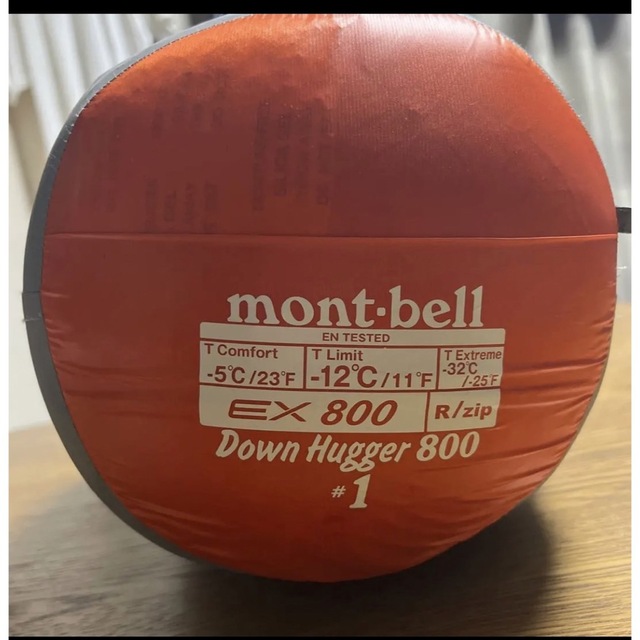 mont-bell
EN TESTED
T Comfort
-5℃/23°F
T Limit
-12℃/11°F
T Extreme
-32℃
/-25°F
EX 800
R/zip
Down Hugger 800
#1